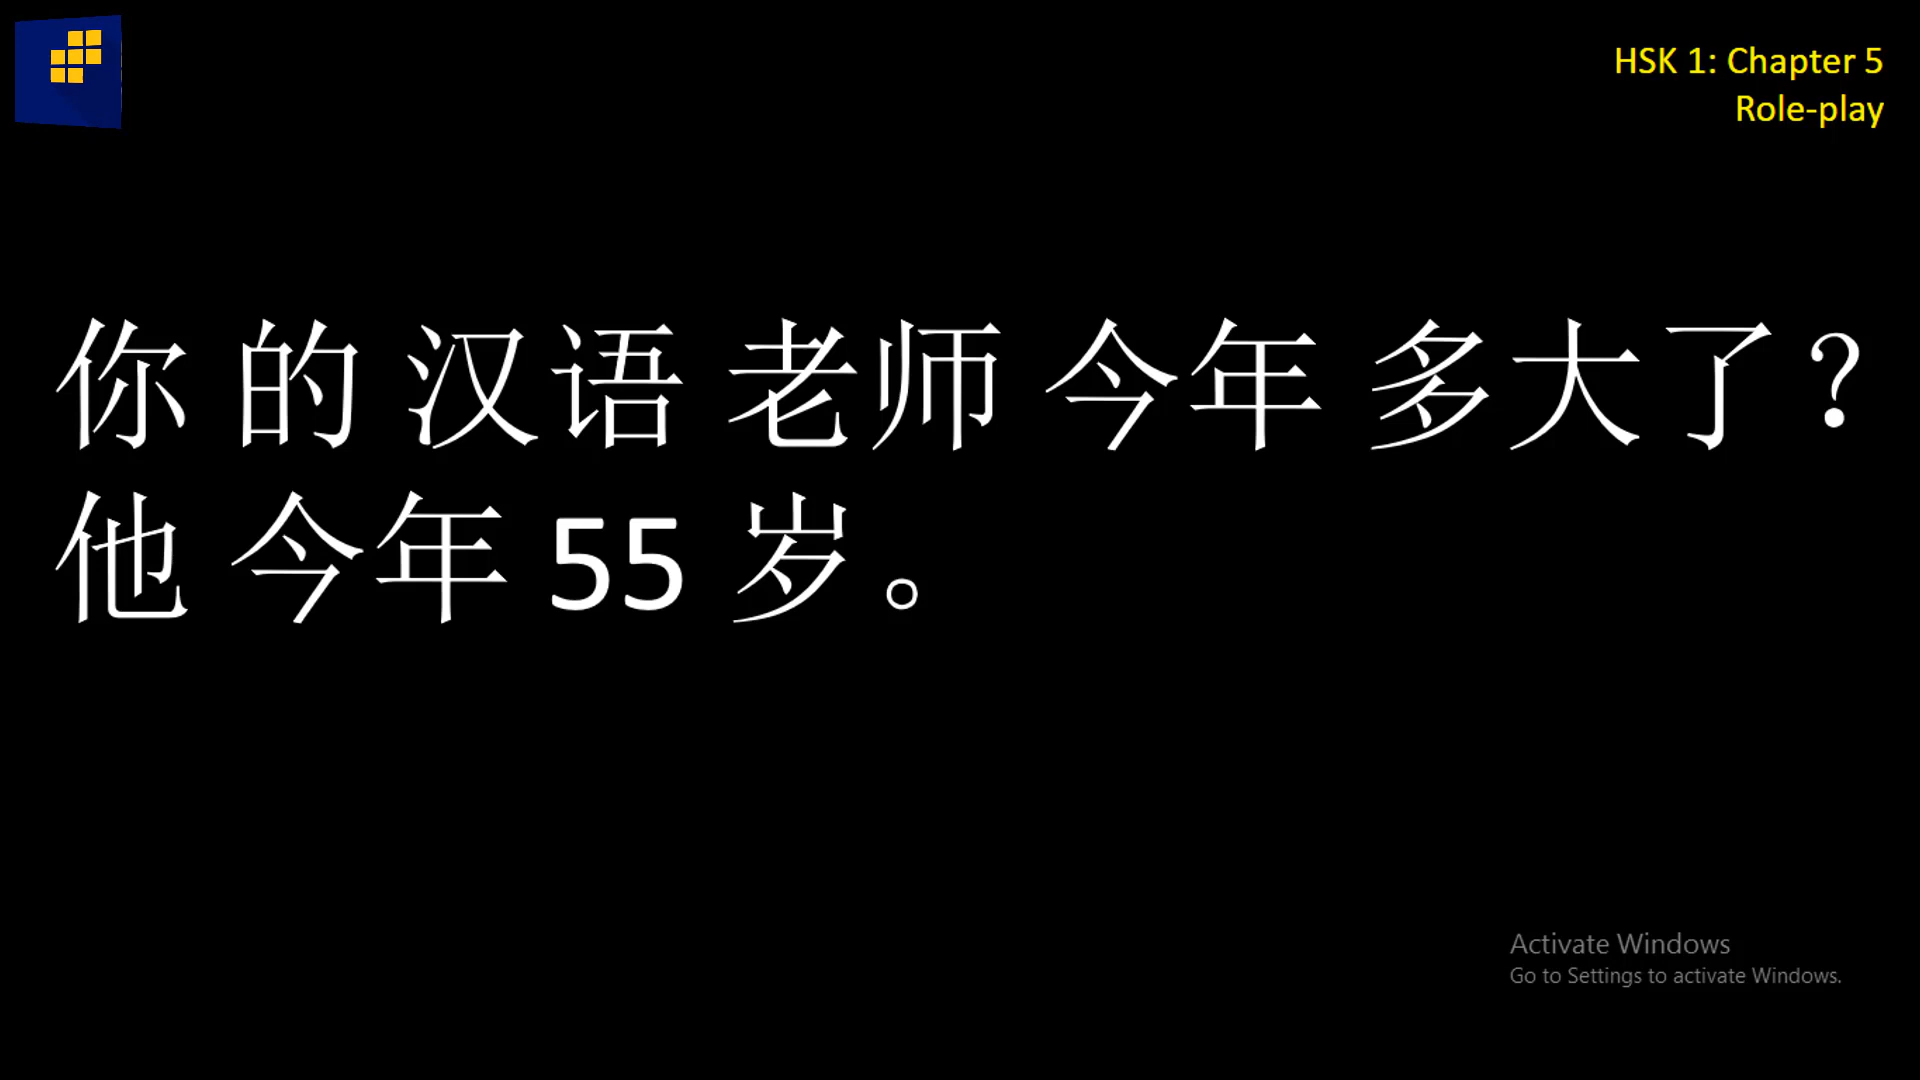 HSK 1: Chapter 5
Role-play
你 的 汉语 老师 今年 多大了？
他 今年 55 岁。
Activate Windows
Go to Settings to activate Windows.